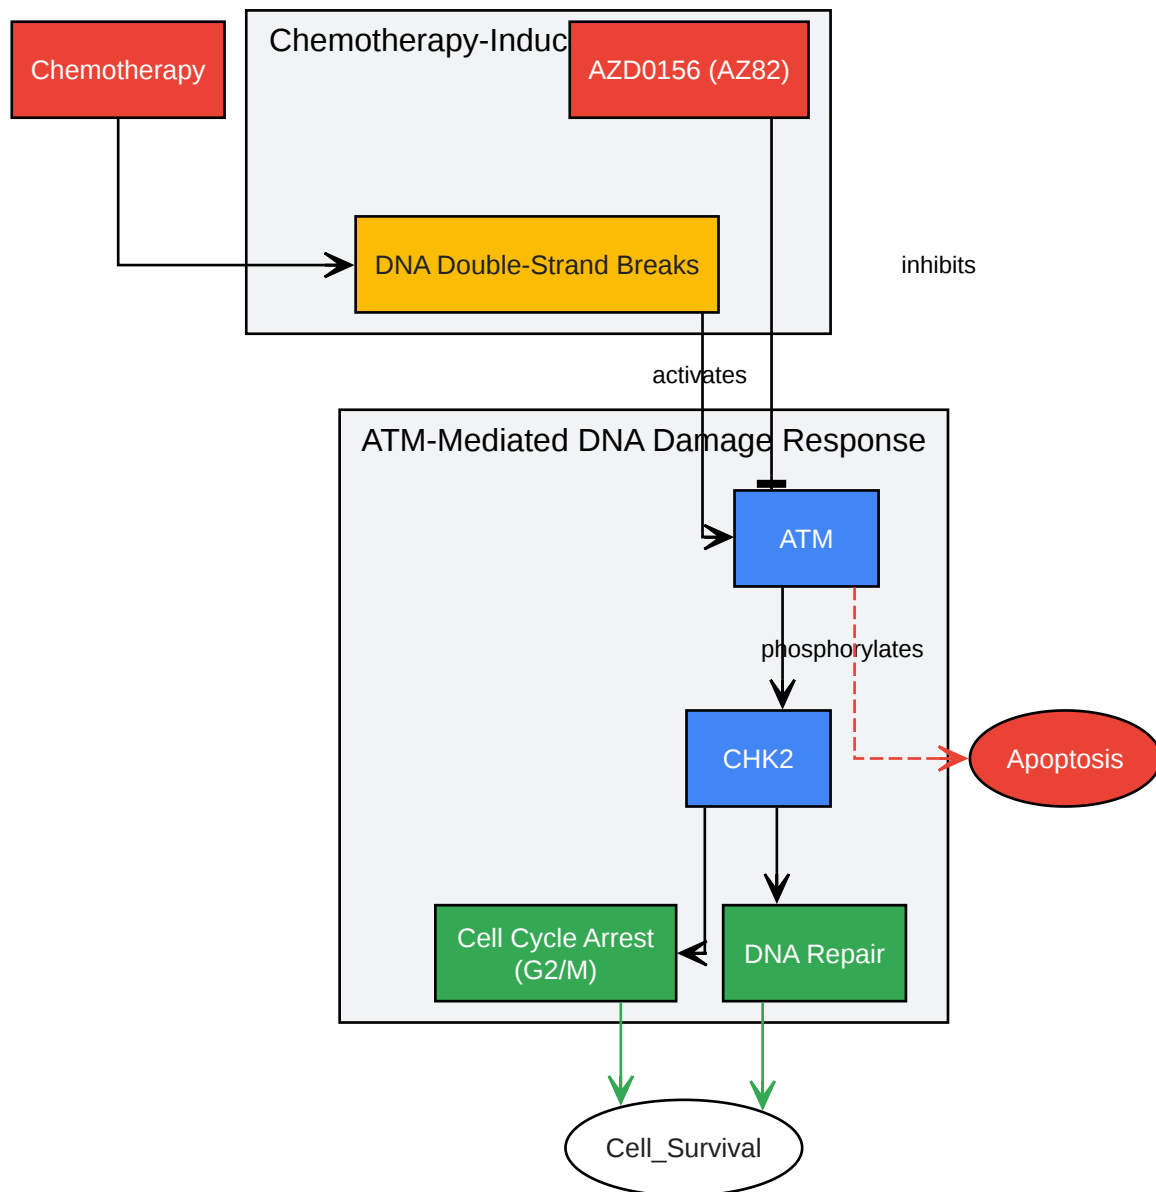 Chemotherapy
Chemotherapy-Induc
AZD0156 (AZ82)
DNA Double-Strand Breaks
inhibits
activates
ATM-Mediated DNA Damage Response
ATM
phosphorylates
CHK2
Apoptosis
Cell Cycle Arrest
(G2/M)
DNA Repair
Cell_Survival